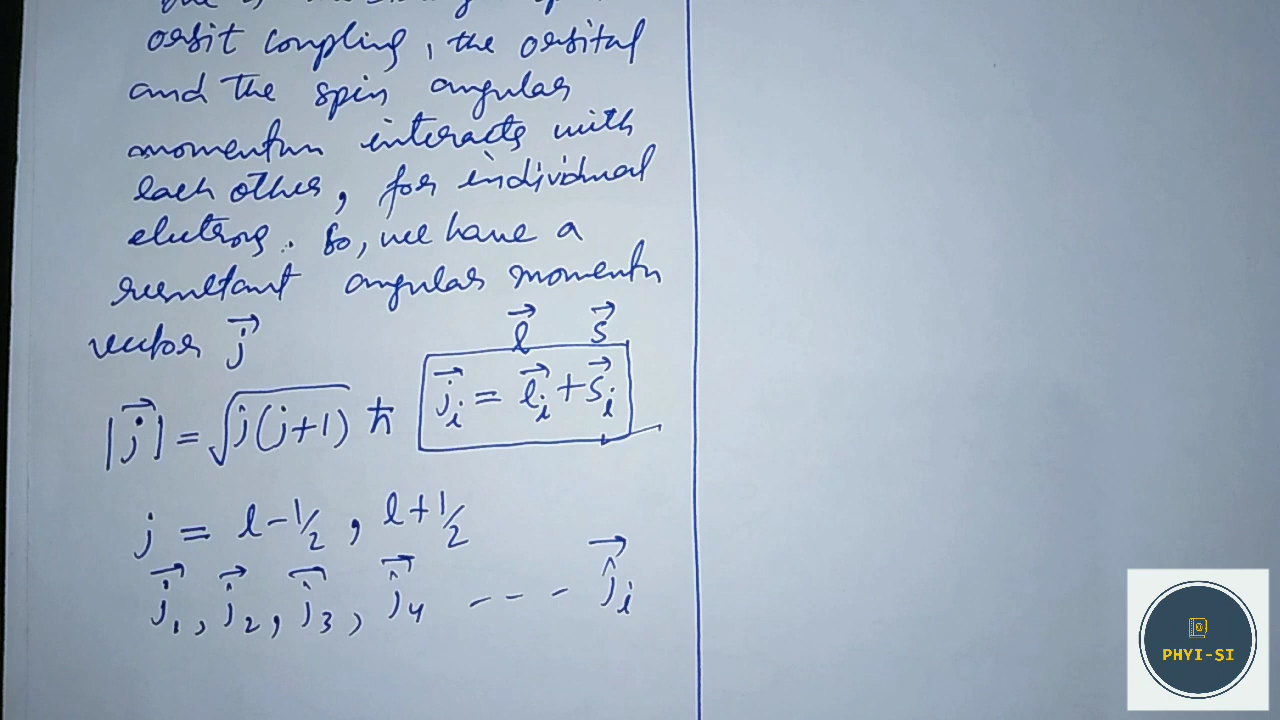 orbit coupling, the orbital
and the spin angular
momentum interacts with
each other, for individual
electrons. So, we have a
resultant angular momentum
vector j⃗
l⃗ s⃗
|j⃗| = √j(j+1) ħ j⃗ᵢ = l⃗ᵢ + s⃗ᵢ
j = l-1/2, l+1/2
j⃗₁, j⃗₂, j⃗₃, j⃗₄ ---- j⃗ᵢ
PHYI-SI